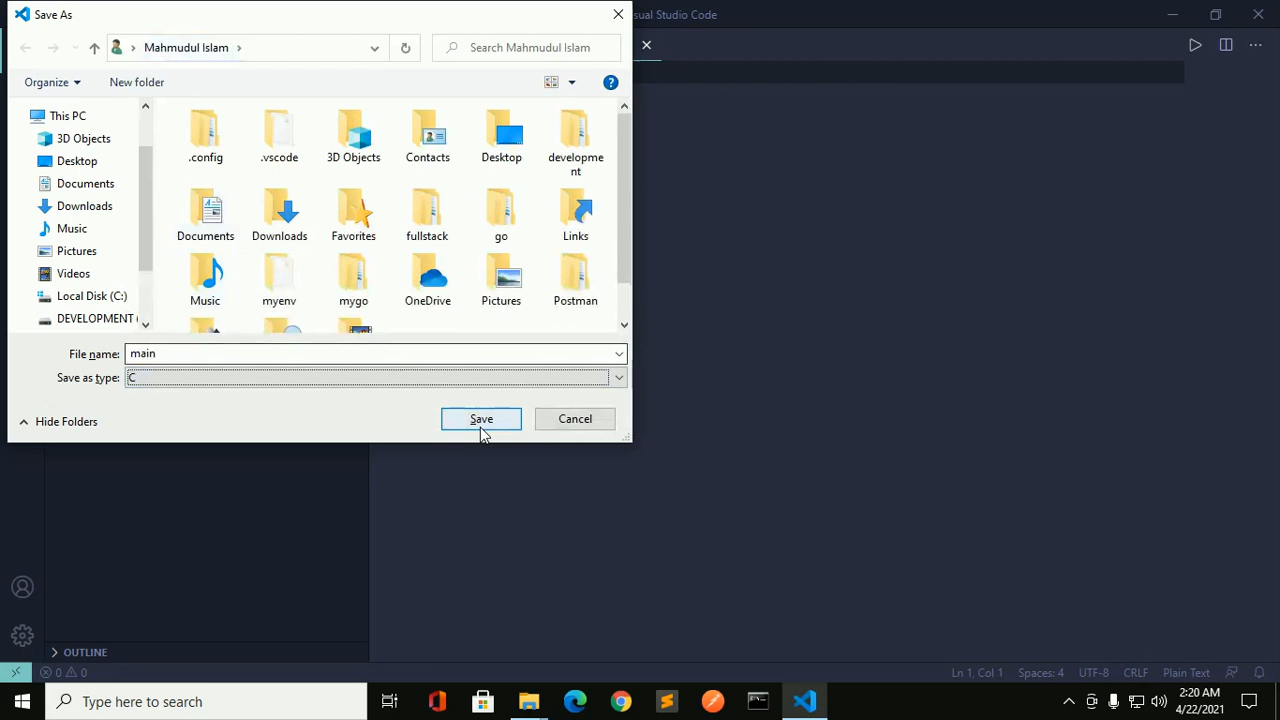 Save As
sual Studio Code
Mahmudul Islam
Search Mahmudul Islam
Organize
New folder
This PC
3D Objects
Desktop
Documents
Downloads
Music
Pictures
Videos
Local Disk (C:)
DEVELOPMENT (
.config
.vscode
3D Objects
Contacts
Desktop
developme
nt
Documents
Downloads
Favorites
fullstack
go
Links
Music
myenv
mygo
OneDrive
Pictures
Postman
File name:
main
Save as type:
C
Hide Folders
Save
Cancel
OUTLINE
0
0
Ln 1, Col 1
Spaces: 4
UTF-8
CRLF
Plain Text
Type here to search
2:20 AM
4/22/2021